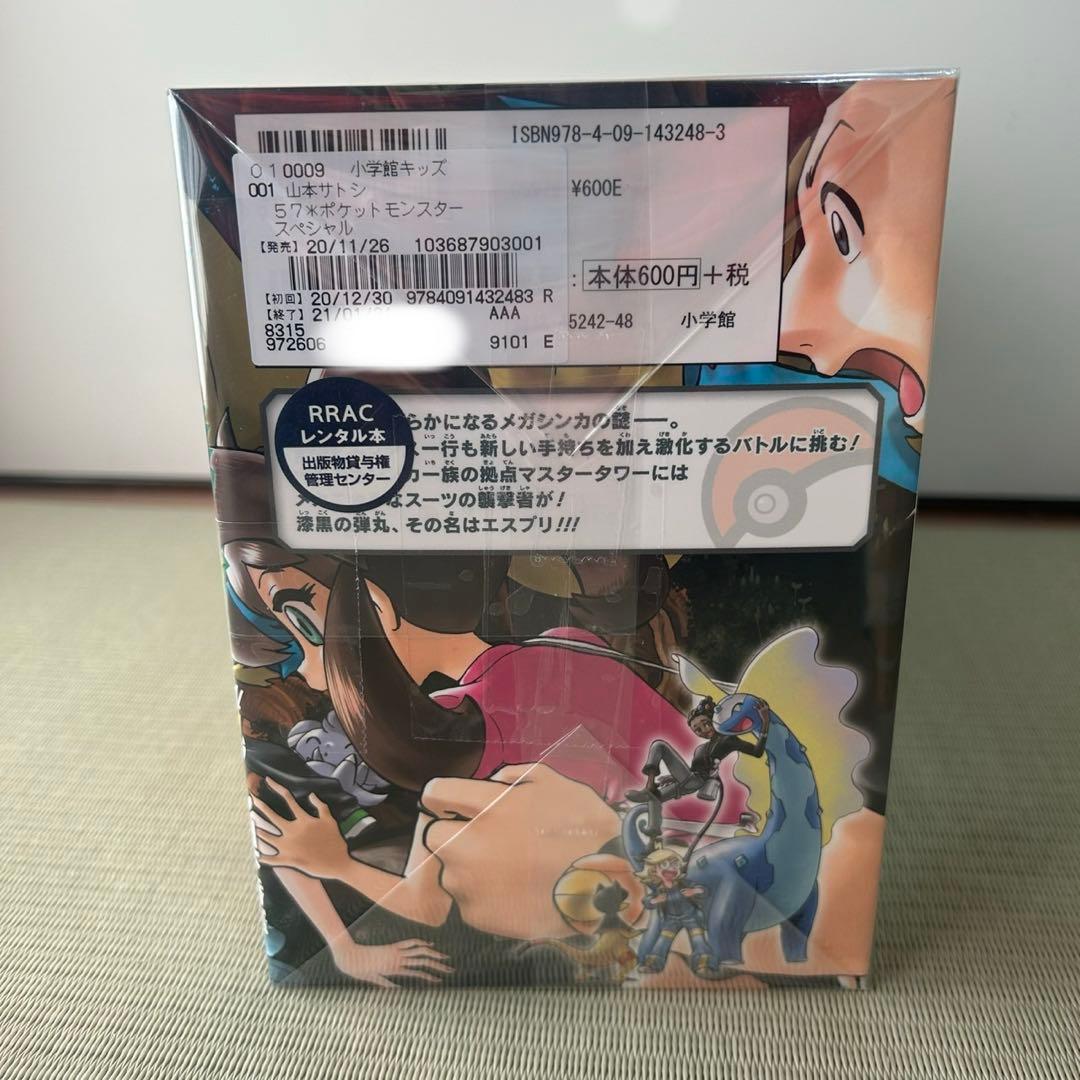 ISBN978-4-09-143248-3
010009 小学館キッズ
001 山本サトシ
57*ポケットモンスター
スペシャル
【発売】20/11/26 103687903001
【初回】20/12/30 9784091432483 R
【終了】21/01/ AAA
8315
972606 9101 E
¥600E
: 本体600円+税
5242-48 小学館
RRAC
レンタル本
出版物貸与権
管理センター
らかになるメガシンカの謎――。
一行も新しい手持ちを加え激化するバトルに挑む!
カ一族の拠点マスタータワーには
なスーツの襲撃者が!
漆黒の弾丸、その名はエスプリ!!!